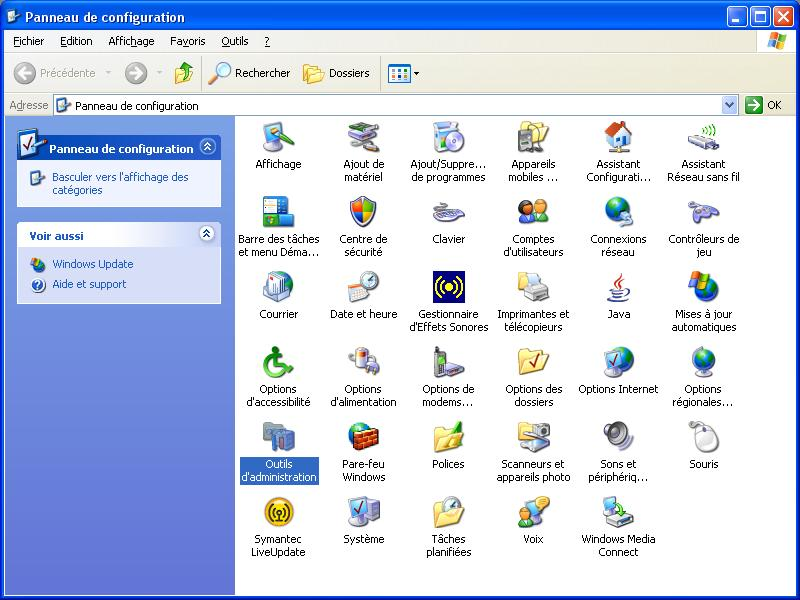 Panneau de configuration
Fichier Edition Affichage Favoris Outils ?
Précédente Rechercher Dossiers
Adresse Panneau de configuration OK
Panneau de configuration
Basculer vers l'affichage des
catégories
Voir aussi
Windows Update
Aide et support
Affichage
Ajout de
matériel
Ajout/Suppre...
de programmes
Appareils
mobiles ...
Assistant
Configurati...
Assistant
Réseau sans fil
Barre des tâches
et menu Déma...
Centre de
sécurité
Clavier
Comptes
d'utilisateurs
Connexions
réseau
Contrôleurs de
jeu
Courrier
Date et heure
Gestionnaire
d'Effets Sonores
Imprimantes et
télécopieurs
Java
Mises à jour
automatiques
Options
d'accessibilité
Options
d'alimentation
Options de
modems...
Options des
dossiers
Options Internet
Options
régionales...
Outils
d'administration
Pare-feu
Windows
Polices
Scanneurs et
appareils photo
Sons et
périphériq...
Souris
Symantec
LiveUpdate
Système
Tâches
planifiées
Voix
Windows Media
Connect